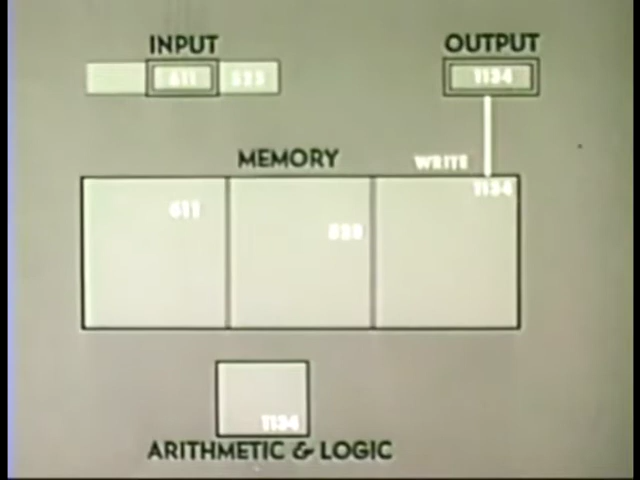 INPUT
OUTPUT
611 523
1134
MEMORY
WRITE
1134
611
523
1134
ARITHMETIC & LOGIC